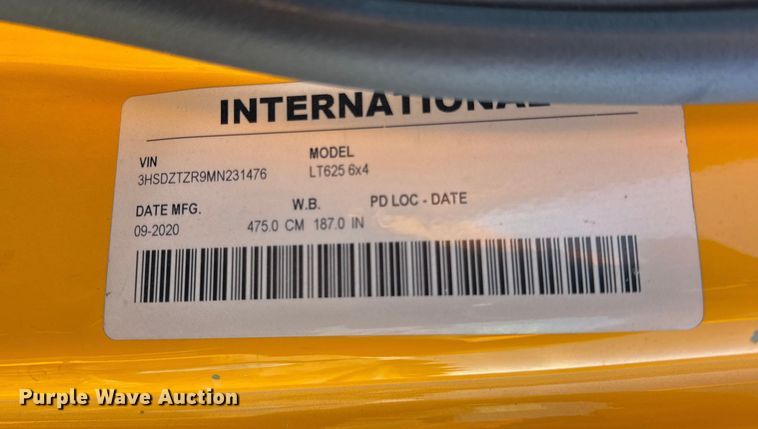 INTERNATIONAL
VIN MODEL
3HSDZTZR9MN231476 LT625 6x4
DATE MFG. W.B. PD LOC - DATE
09-2020 475.0 CM 187.0 IN
Purple Wave Auction